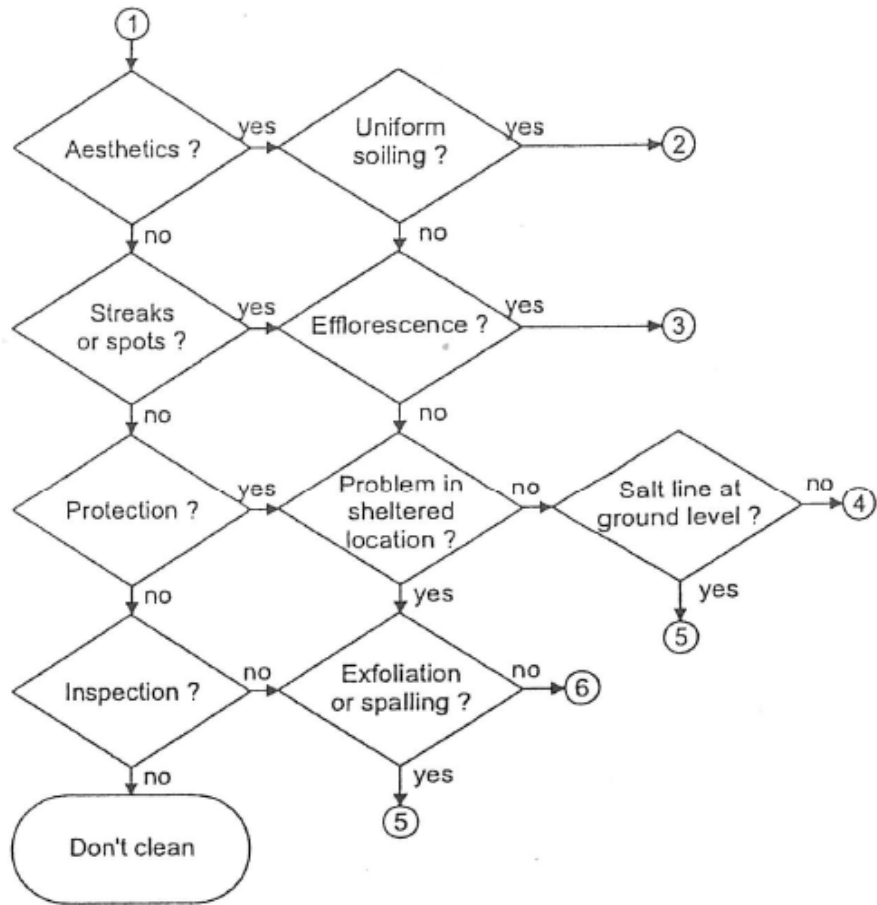 1
Aesthetics ?
yes
Uniform
soiling ?
yes
2
no
no
Streaks
or spots ?
yes
Efflorescence ?
yes
3
no
no
Protection ?
yes
Problem in
sheltered
location ?
no
Salt line at
ground level ?
no
4
no
yes
yes
5
Inspection ?
no
Exfoliation
or spalling ?
no
6
no
yes
5
Don't clean